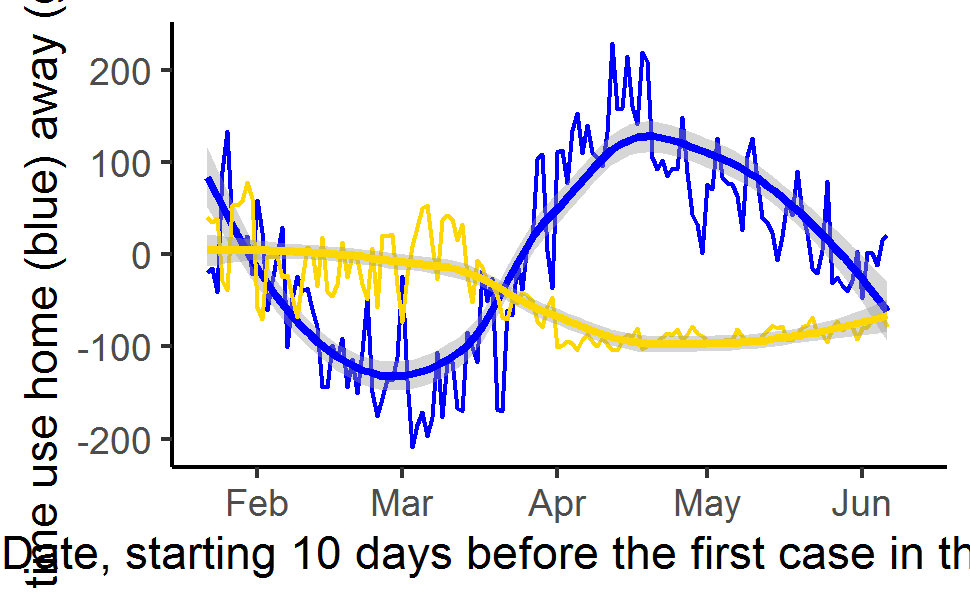 time use home (blue) away (
200
100
0
-100
-200
Feb
Mar
Apr
May
Jun
Date, starting 10 days before the first case in th